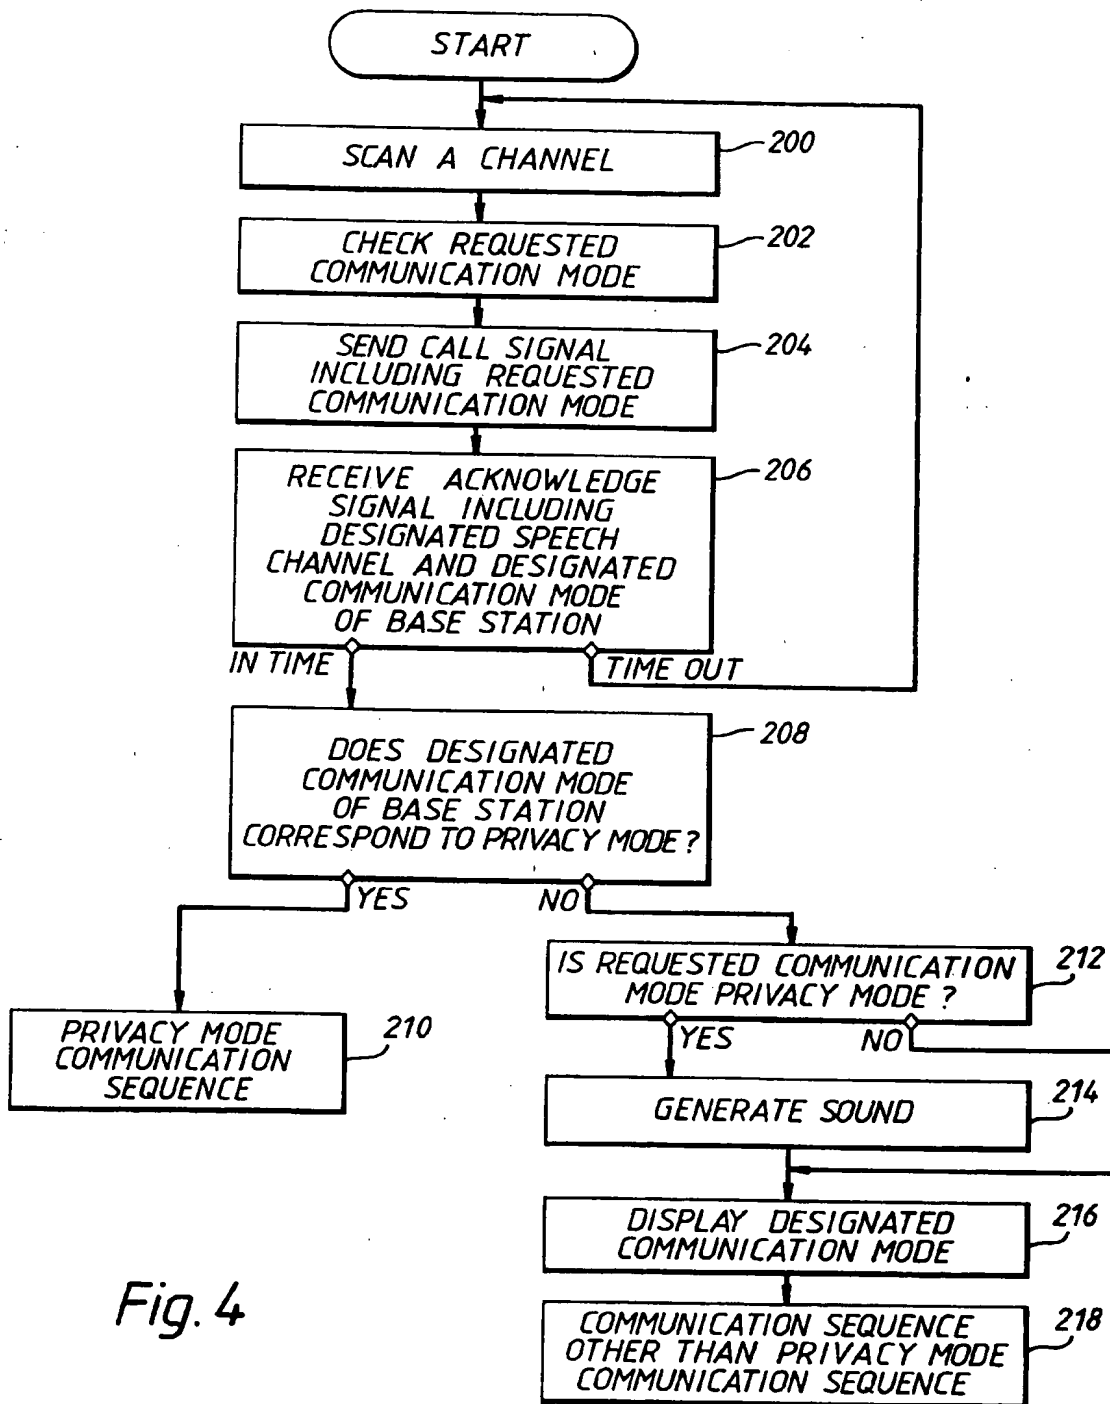 START
SCAN A CHANNEL
200
CHECK REQUESTED
COMMUNICATION MODE
202
SEND CALL SIGNAL
INCLUDING REQUESTED
COMMUNICATION MODE
204
RECEIVE ACKNOWLEDGE
SIGNAL INCLUDING
DESIGNATED SPEECH
CHANNEL AND DESIGNATED
COMMUNICATION MODE
OF BASE STATION
206
IN TIME
TIME OUT
DOES DESIGNATED
COMMUNICATION MODE
OF BASE STATION
CORRESPOND TO PRIVACY MODE?
208
YES
NO
PRIVACY MODE
COMMUNICATION
SEQUENCE
210
IS REQUESTED COMMUNICATION
MODE PRIVACY MODE?
212
YES
NO
GENERATE SOUND
214
DISPLAY DESIGNATED
COMMUNICATION MODE
216
COMMUNICATION SEQUENCE
OTHER THAN PRIVACY MODE
COMMUNICATION SEQUENCE
218
Fig. 4